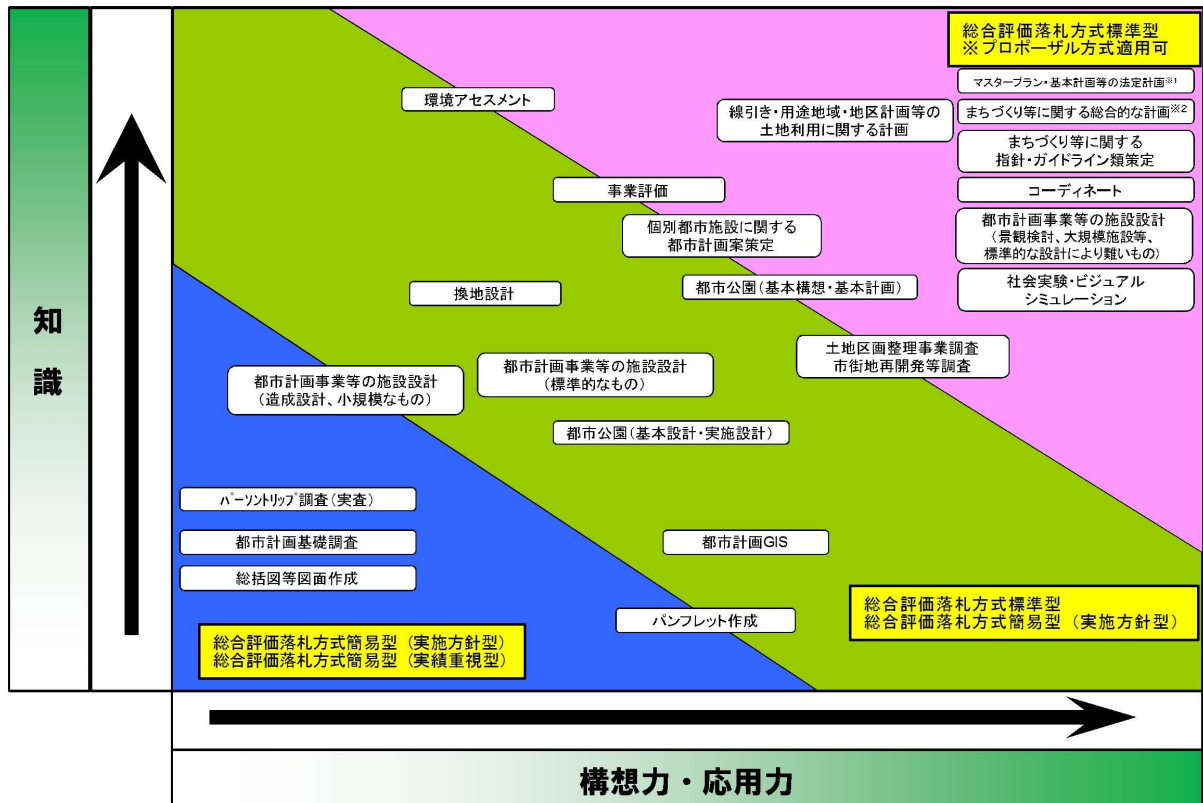 総合評価落札方式標準型
※プロポーザル方式適用可
マスタープラン・基本計画等の法定計画※1
環境アセスメント
線引き・用途地域・地区計画等の
土地利用に関する計画
まちづくり等に関する総合的な計画※2
まちづくり等に関する
指針・ガイドライン類策定
事業評価
コーディネート
個別都市施設に関する
都市計画案策定
都市計画事業等の施設設計
(景観検討、大規模施設等、
標準的な設計により難いもの)
換地設計
都市公園(基本構想・基本計画)
社会実験・ビジュアル
シミュレーション
知識
土地区画整理事業調査
市街地再開発等調査
都市計画事業等の施設設計
(造成設計、小規模なもの)
都市計画事業等の施設設計
(標準的なもの)
都市公園(基本設計・実施設計)
パーソントリップ調査(実査)
都市計画基礎調査
都市計画GIS
総括図等図面作成
パンフレット作成
総合評価落札方式標準型
総合評価落札方式簡易型(実施方針型)
総合評価落札方式簡易型(実施方針型)
総合評価落札方式簡易型(実績重視型)
構想力・応用力